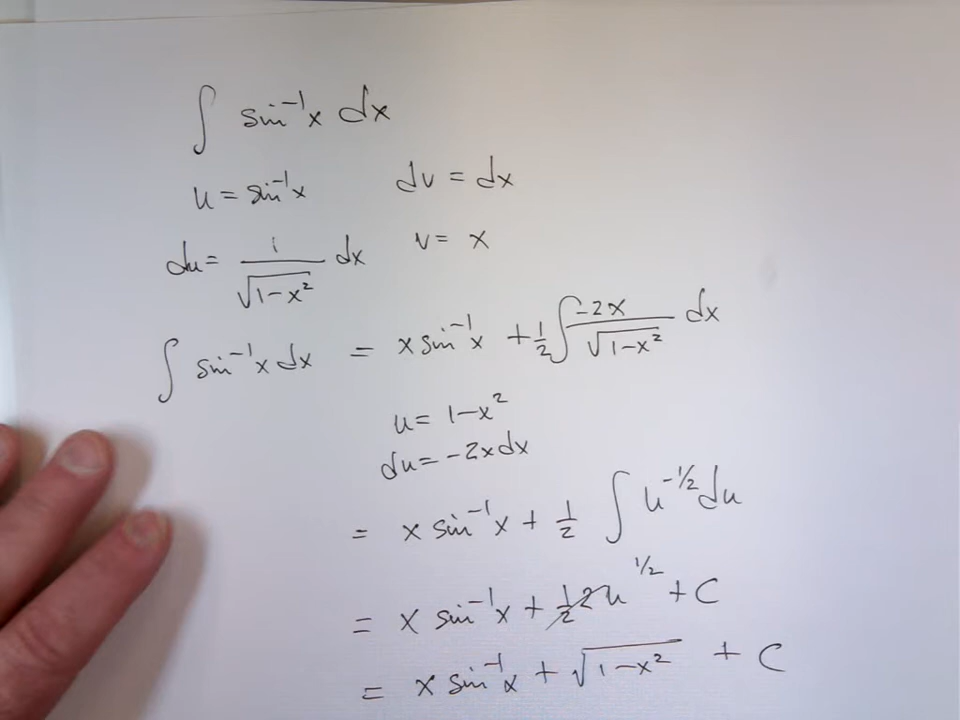 ∫ sin⁻¹x dx
u = sin⁻¹x dv = dx
du = 1/√(1-x²) dx v = x
∫ sin⁻¹x dx = x sin⁻¹x + 1/2 ∫ -2x/√(1-x²) dx
u = 1-x²
du = -2x dx
= x sin⁻¹x + 1/2 ∫ u^(-1/2) du
= x sin⁻¹x + 1/2 2u^(1/2) + C
= x sin⁻¹x + √(1-x²) + C